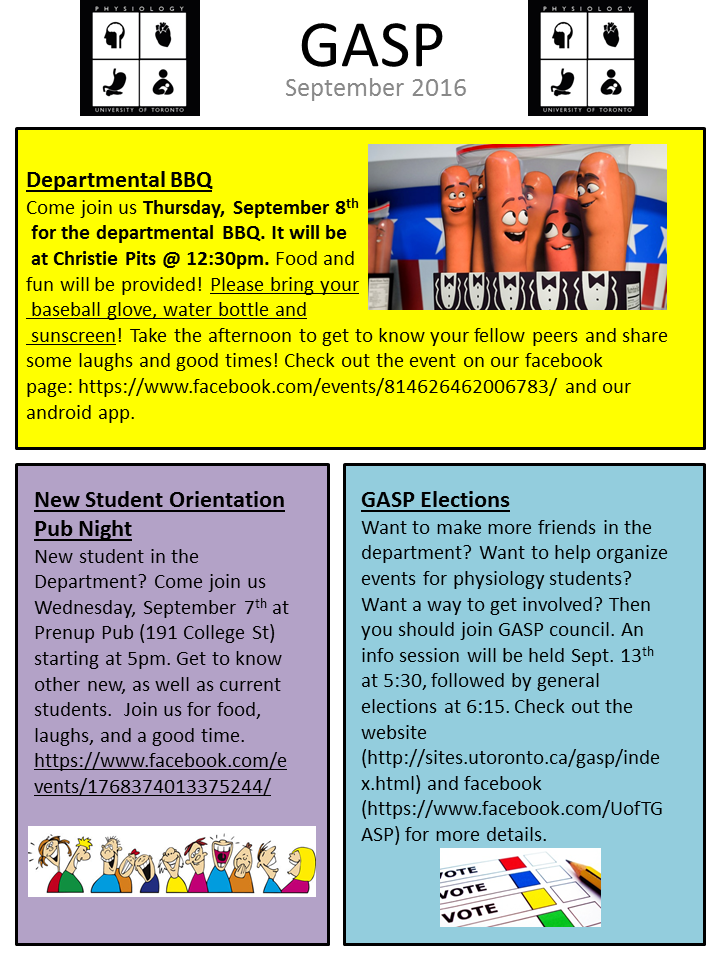 PHYSIOLOGY
UNIVERSITY OF TORONTO
GASP
September 2016
PHYSIOLOGY
UNIVERSITY OF TORONTO
Departmental BBQ
Come join us Thursday, September 8th
for the departmental BBQ. It will be
at Christie Pits @ 12:30pm. Food and
fun will be provided! Please bring your
baseball glove, water bottle and
sunscreen! Take the afternoon to get to know your fellow peers and share
some laughs and good times! Check out the event on our facebook
page: https://www.facebook.com/events/814626462006783/ and our
android app.
New Student Orientation
Pub Night
New student in the
Department? Come join us
Wednesday, September 7th at
Prenup Pub (191 College St)
starting at 5pm. Get to know
other new, as well as current
students. Join us for food,
laughs, and a good time.
https://www.facebook.com/e
vents/1768374013375244/
GASP Elections
Want to make more friends in the
department? Want to help organize
events for physiology students?
Want a way to get involved? Then
you should join GASP council. An
info session will be held Sept. 13th
at 5:30, followed by general
elections at 6:15. Check out the
website
(http://sites.utoronto.ca/gasp/inde
x.html) and facebook
(https://www.facebook.com/UofTG
ASP) for more details.
VOTE
VOTE
VOTE